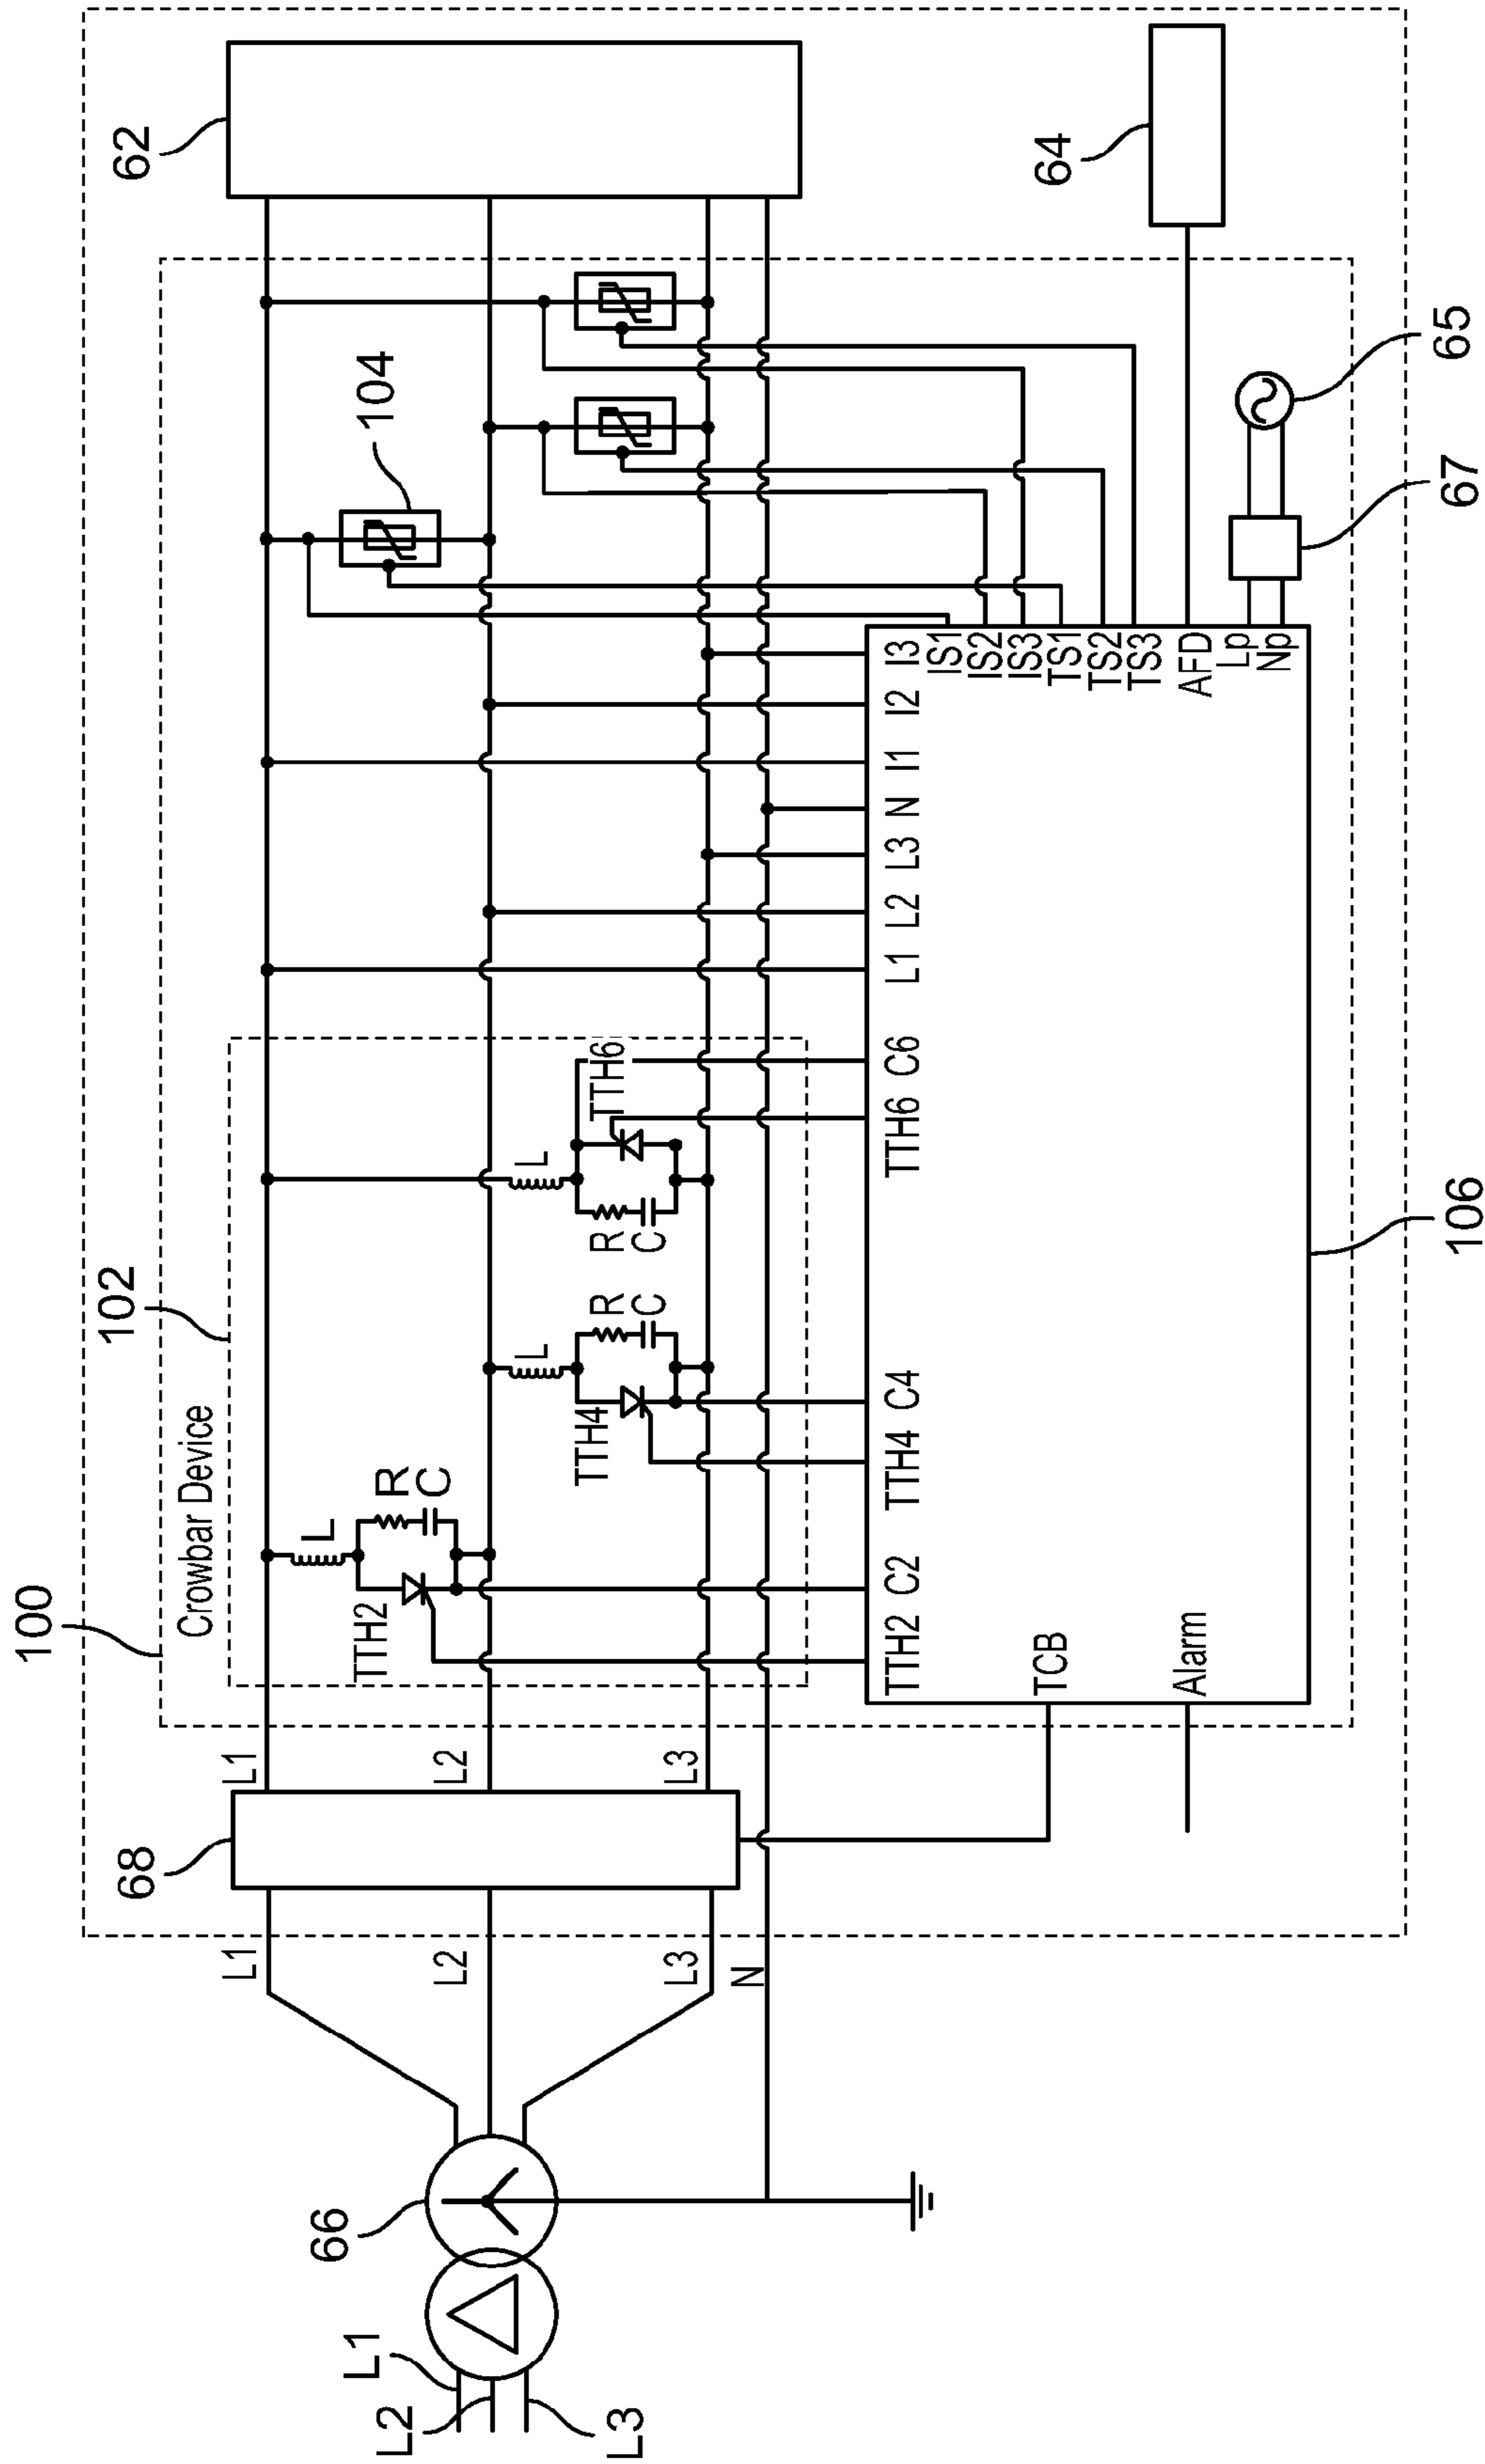 100
Crowbar Device
102
L
R
C
TTH2
L
R
C
TTH4
L
R
C
TTH6
104
62
64
65
67
106
68
66
L1
L2
L3
L1
L2
L3
N
L1
L2
L3
TTH2
C2
TTH4
C4
TTH6
C6
L1
L2
L3
N
I1
I2
I3
IS1
IS2
IS3
TS1
TS2
TS3
AFD
Lp
Np
TCB
Alarm